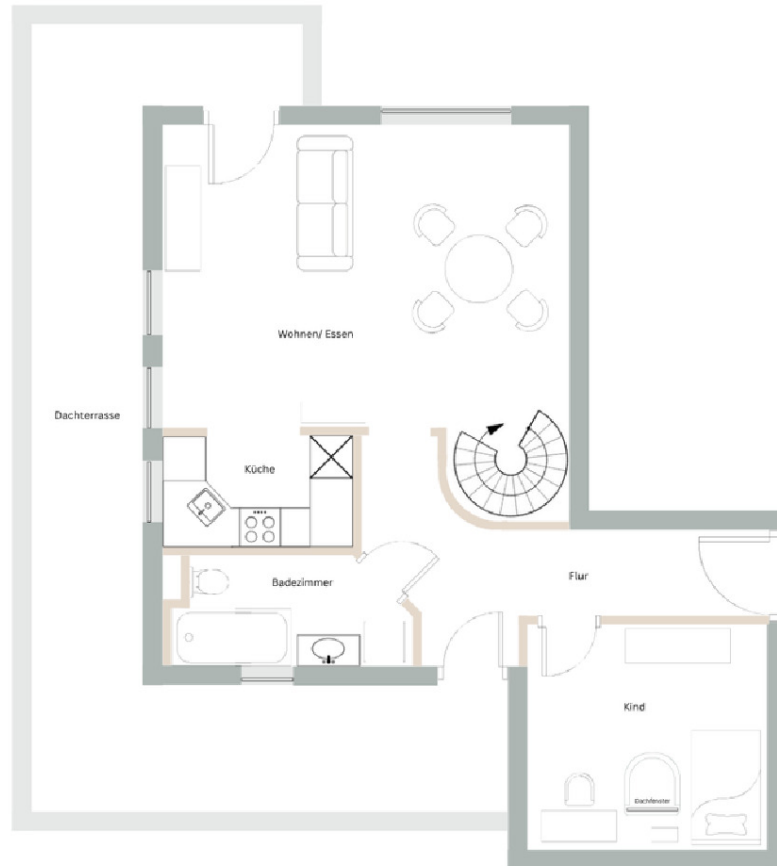 Wohnen/ Essen
Dachterrasse
Küche
Badezimmer
Flur
Kind
Dachfenster